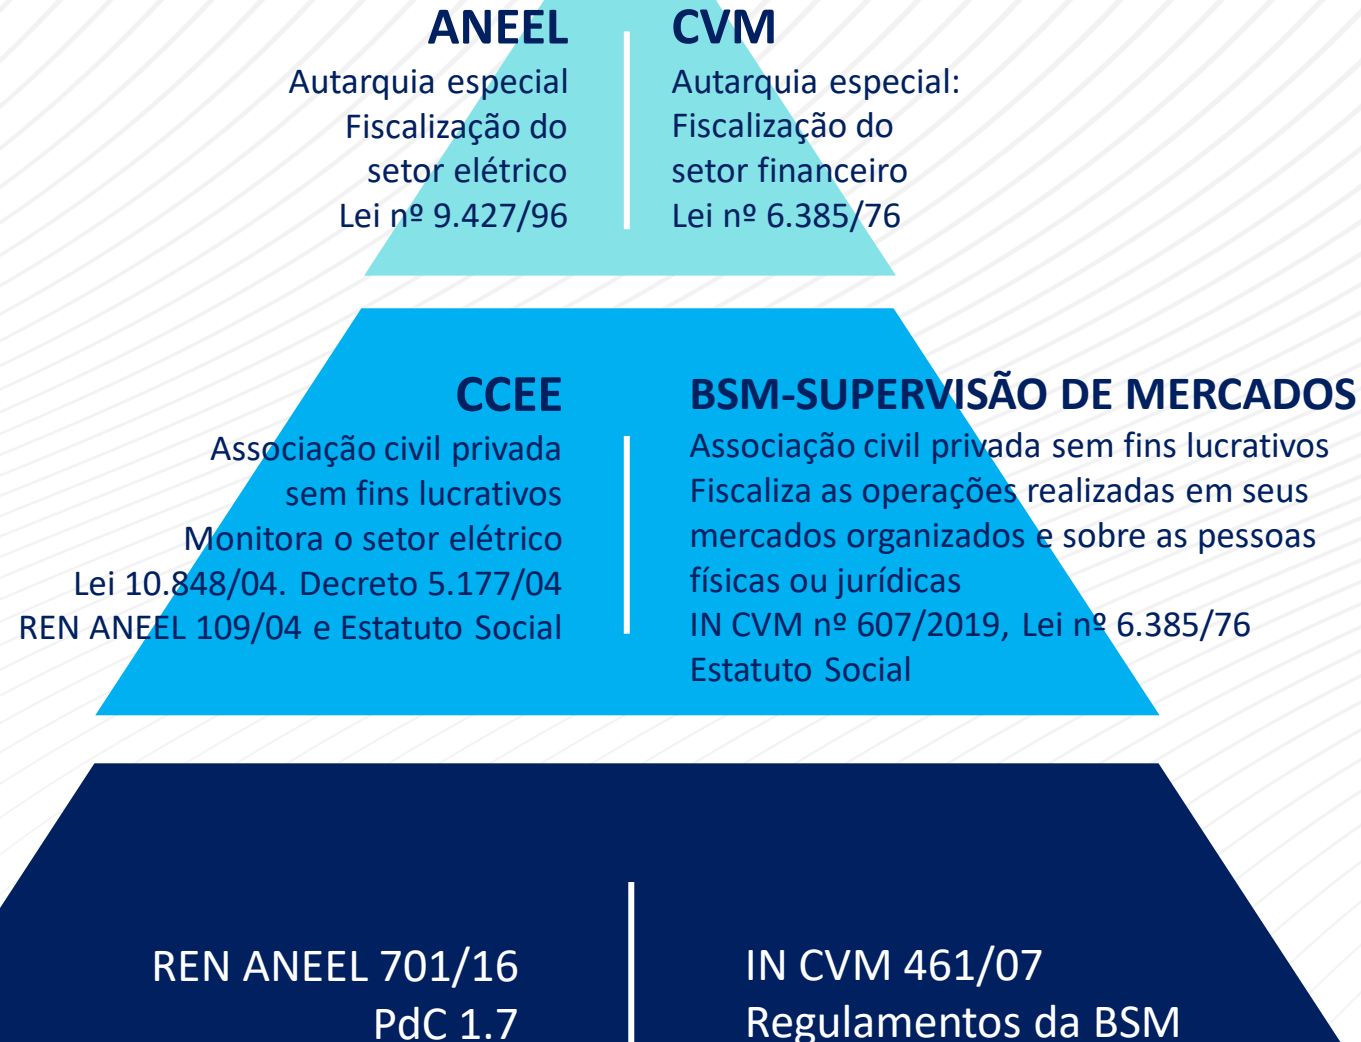 ANEEL
Autarquia especial
Fiscalização do
setor elétrico
Lei nº 9.427/96
CVM
Autarquia especial:
Fiscalização do
setor financeiro
Lei nº 6.385/76
CCEE
Associação civil privada
sem fins lucrativos
Monitora o setor elétrico
Lei 10.848/04. Decreto 5.177/04
REN ANEEL 109/04 e Estatuto Social
BSM-SUPERVISÃO DE MERCADOS
Associação civil privada sem fins lucrativos
Fiscaliza as operações realizadas em seus
mercados organizados e sobre as pessoas
físicas ou jurídicas
IN CVM nº 607/2019, Lei nº 6.385/76
Estatuto Social
REN ANEEL 701/16
PdC 1.7
IN CVM 461/07
Regulamentos da BSM